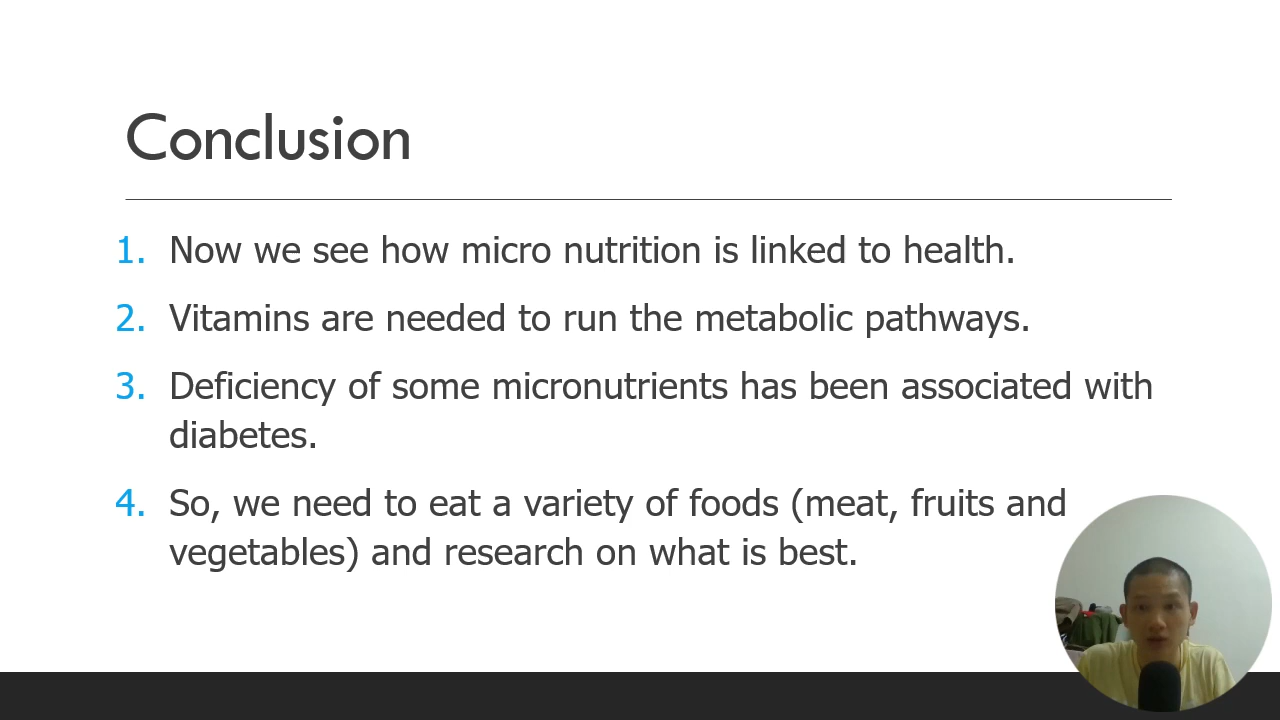 Conclusion
1. Now we see how micro nutrition is linked to health.
2. Vitamins are needed to run the metabolic pathways.
3. Deficiency of some micronutrients has been associated with
diabetes.
4. So, we need to eat a variety of foods (meat, fruits and
vegetables) and research on what is best.